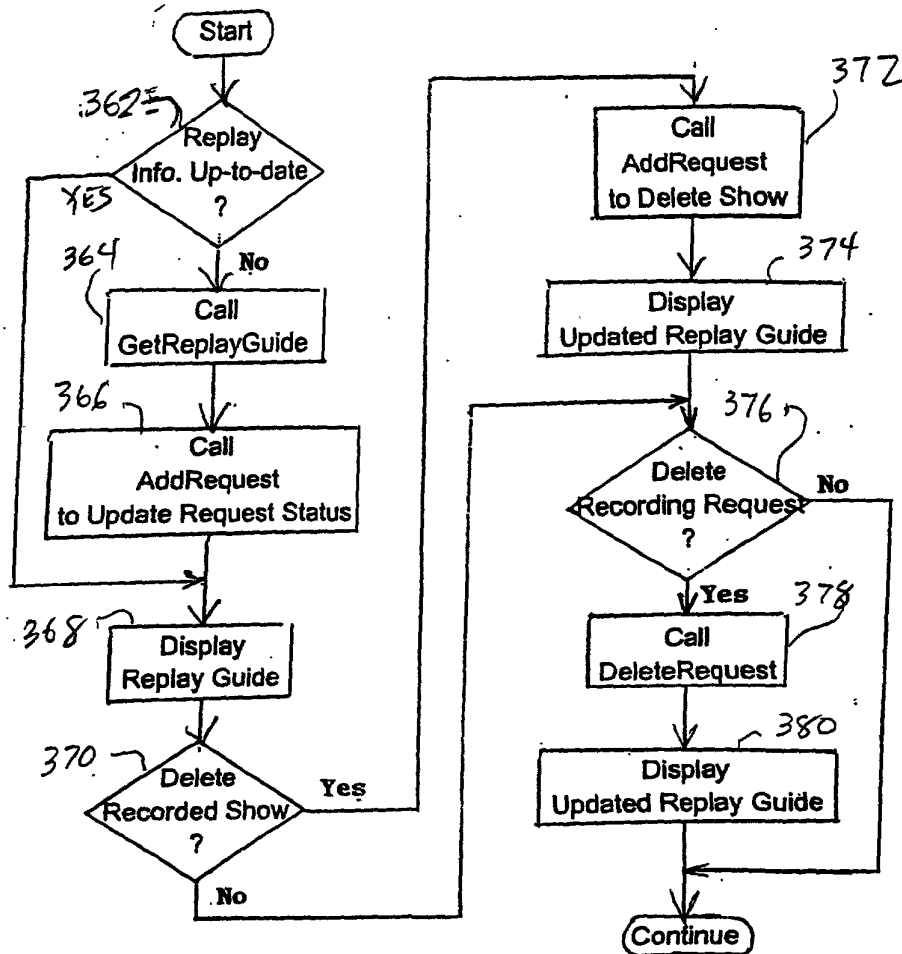 Start
362
Replay
Info. Up-to-date
?
YES
No
364
Call
GetReplayGuide
366
Call
AddRequest
to Update Request Status
368
Display
Replay Guide
370
Delete
Recorded Show
?
Yes
No
372
Call
AddRequest
to Delete Show
374
Display
Updated Replay Guide
376
Delete
Recording Request
?
No
Yes
378
Call
DeleteRequest
380
Display
Updated Replay Guide
Continue